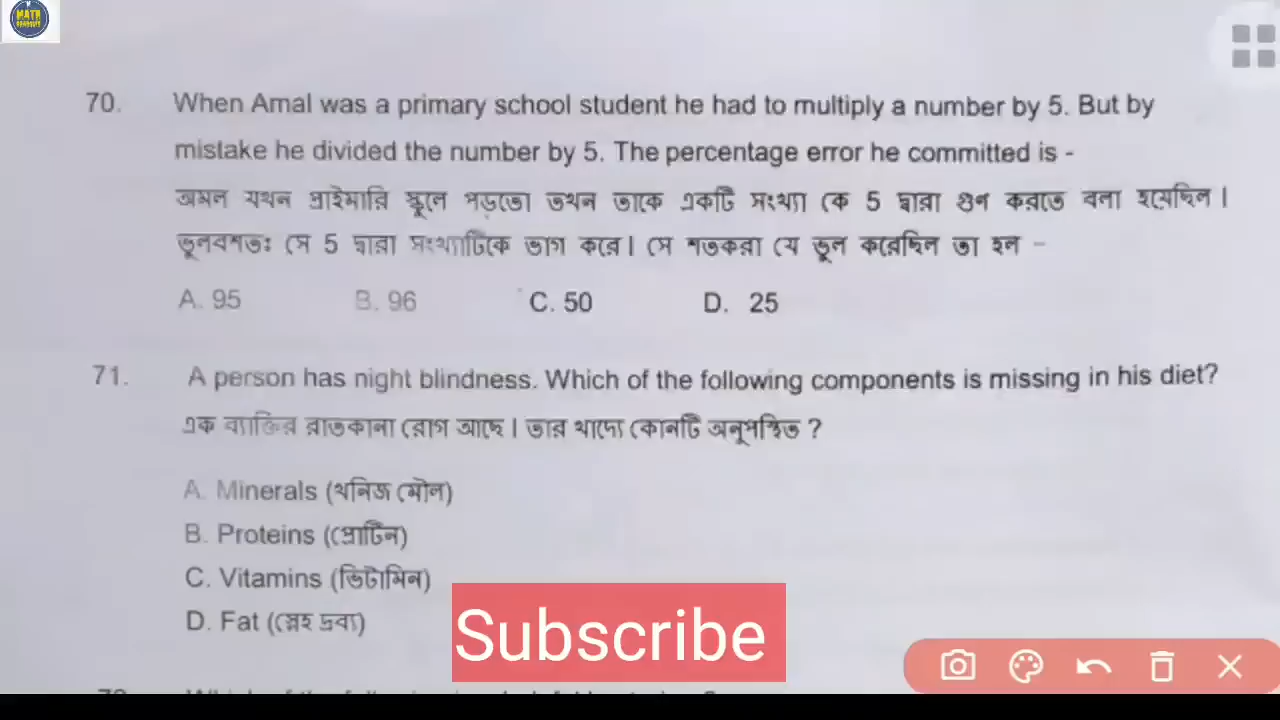 MATH
70. When Amal was a primary school student he had to multiply a number by 5. But by
mistake he divided the number by 5. The percentage error he committed is -
অমল যখন প্রাইমারি স্কুলে পড়তো তখন তাকে একটি সংখ্যা কে 5 দ্বারা গুণ করতে বলা হয়েছিল।
ভুলবশতঃ সে 5 দ্বারা সংখ্যাটিকে ভাগ করে। সে শতকরা যে ভুল করেছিল তা হল -
A. 95 B. 96 C. 50 D. 25
71. A person has night blindness. Which of the following components is missing in his diet?
এক ব্যাক্তির রাতকানা রোগ আছে। তার খাদ্যে কোনটি অনুপস্থিত ?
A. Minerals (খনিজ মৌল)
B. Proteins (প্রোটিন)
C. Vitamins (ভিটামিন)
D. Fat (স্নেহ দ্রব্য)
Subscribe